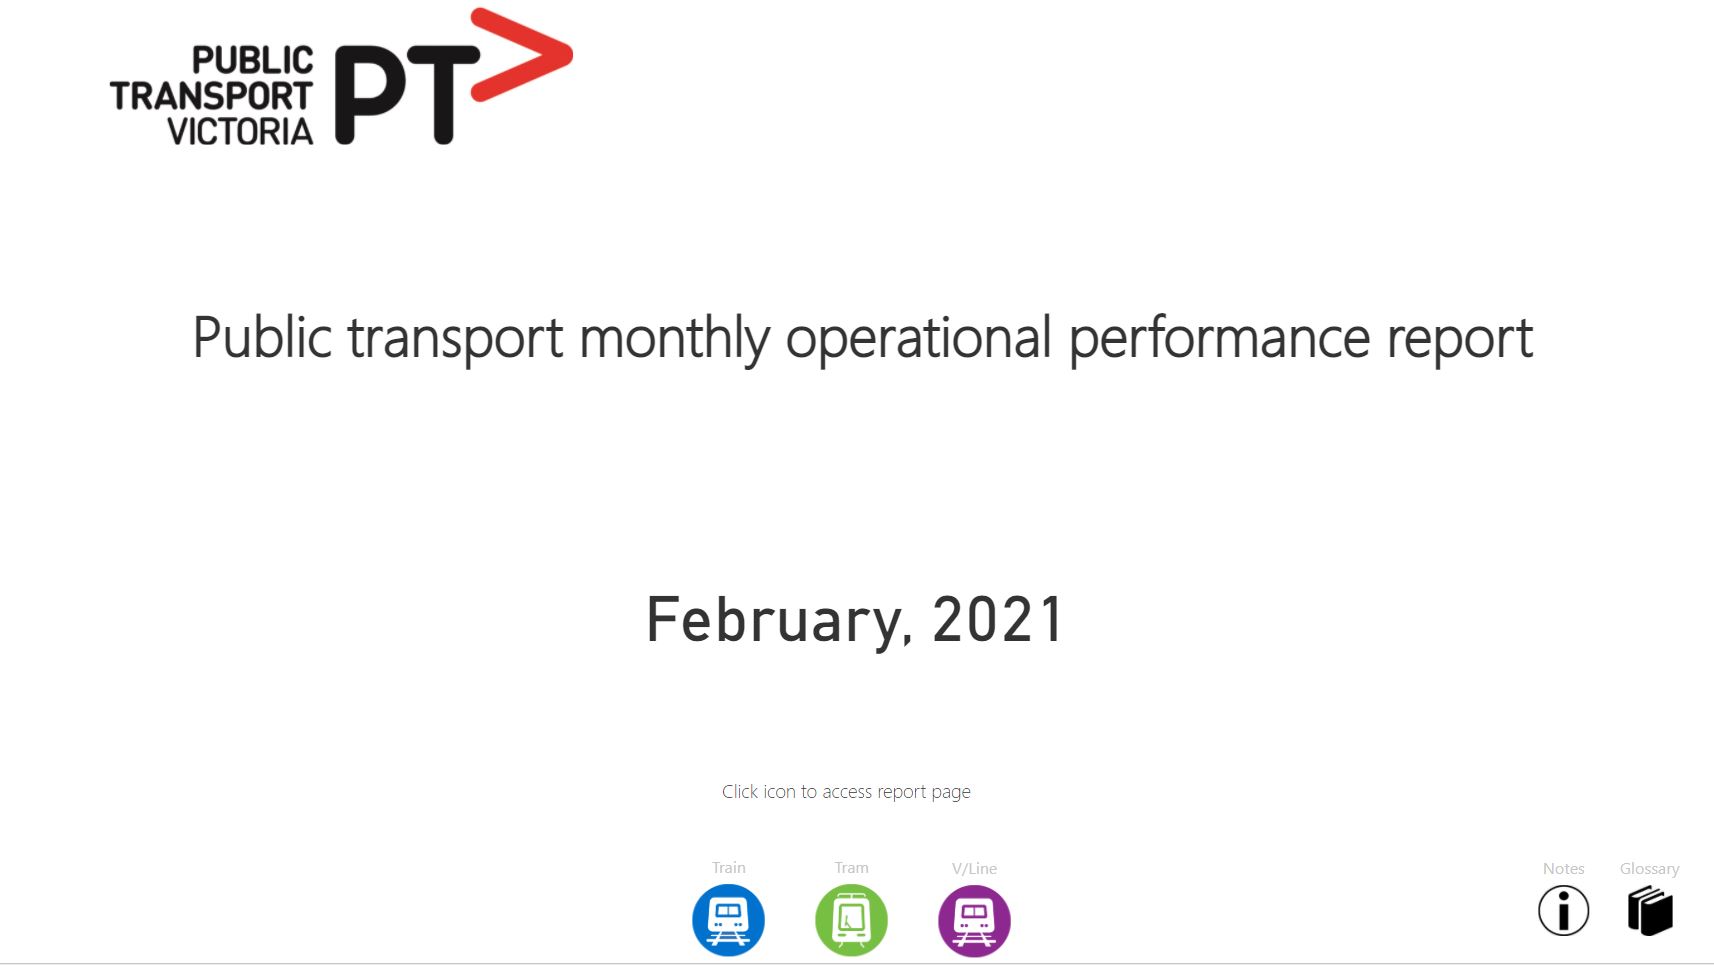 PUBLIC
TRANSPORT
VICTORIA
PT
Public transport monthly operational performance report
February, 2021
Click icon to access report page
Train
Tram
V/Line
Notes
Glossary